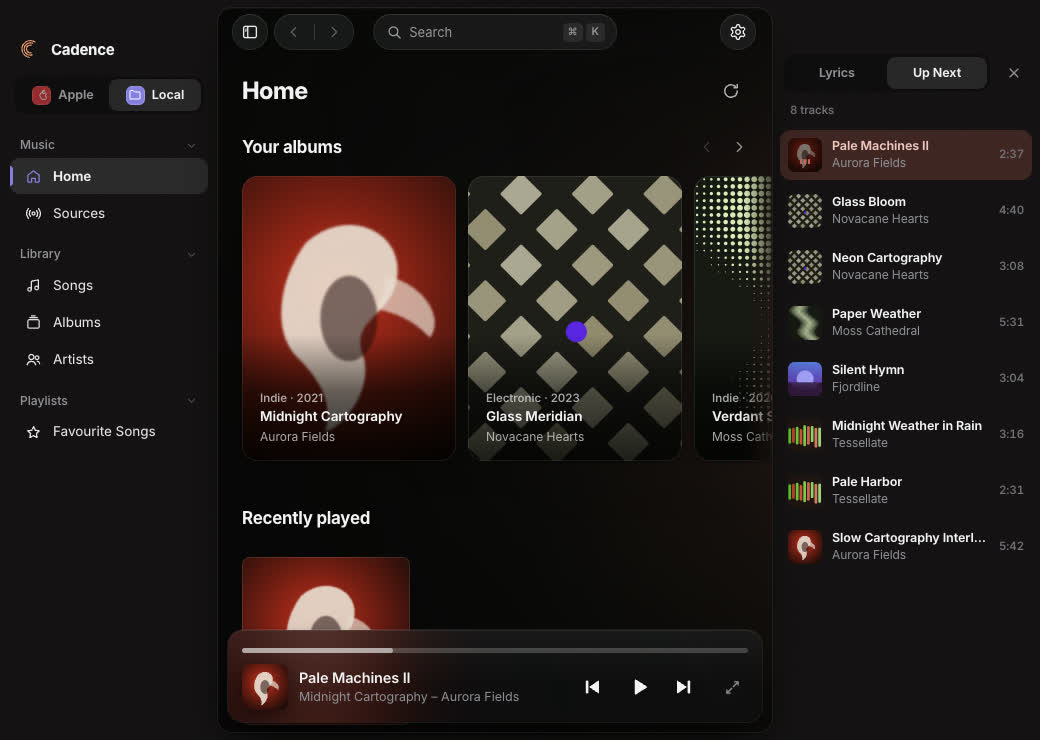 Cadence
Apple
Local
Music
Home
Sources
Library
Songs
Albums
Artists
Playlists
Favourite Songs
Search
⌘ K
Home
Your albums
Indie · 2021
Midnight Cartography
Aurora Fields
Electronic · 2023
Glass Meridian
Novacane Hearts
Indie · 202
Verdant S
Moss Cath
Recently played
Pale Machines II
Midnight Cartography – Aurora Fields
Lyrics
Up Next
8 tracks
Pale Machines II
Aurora Fields
2:37
Glass Bloom
Novacane Hearts
4:40
Neon Cartography
Novacane Hearts
3:08
Paper Weather
Moss Cathedral
5:31
Silent Hymn
Fjordline
3:04
Midnight Weather in Rain
Tessellate
3:16
Pale Harbor
Tessellate
2:31
Slow Cartography Interl...
Aurora Fields
5:42